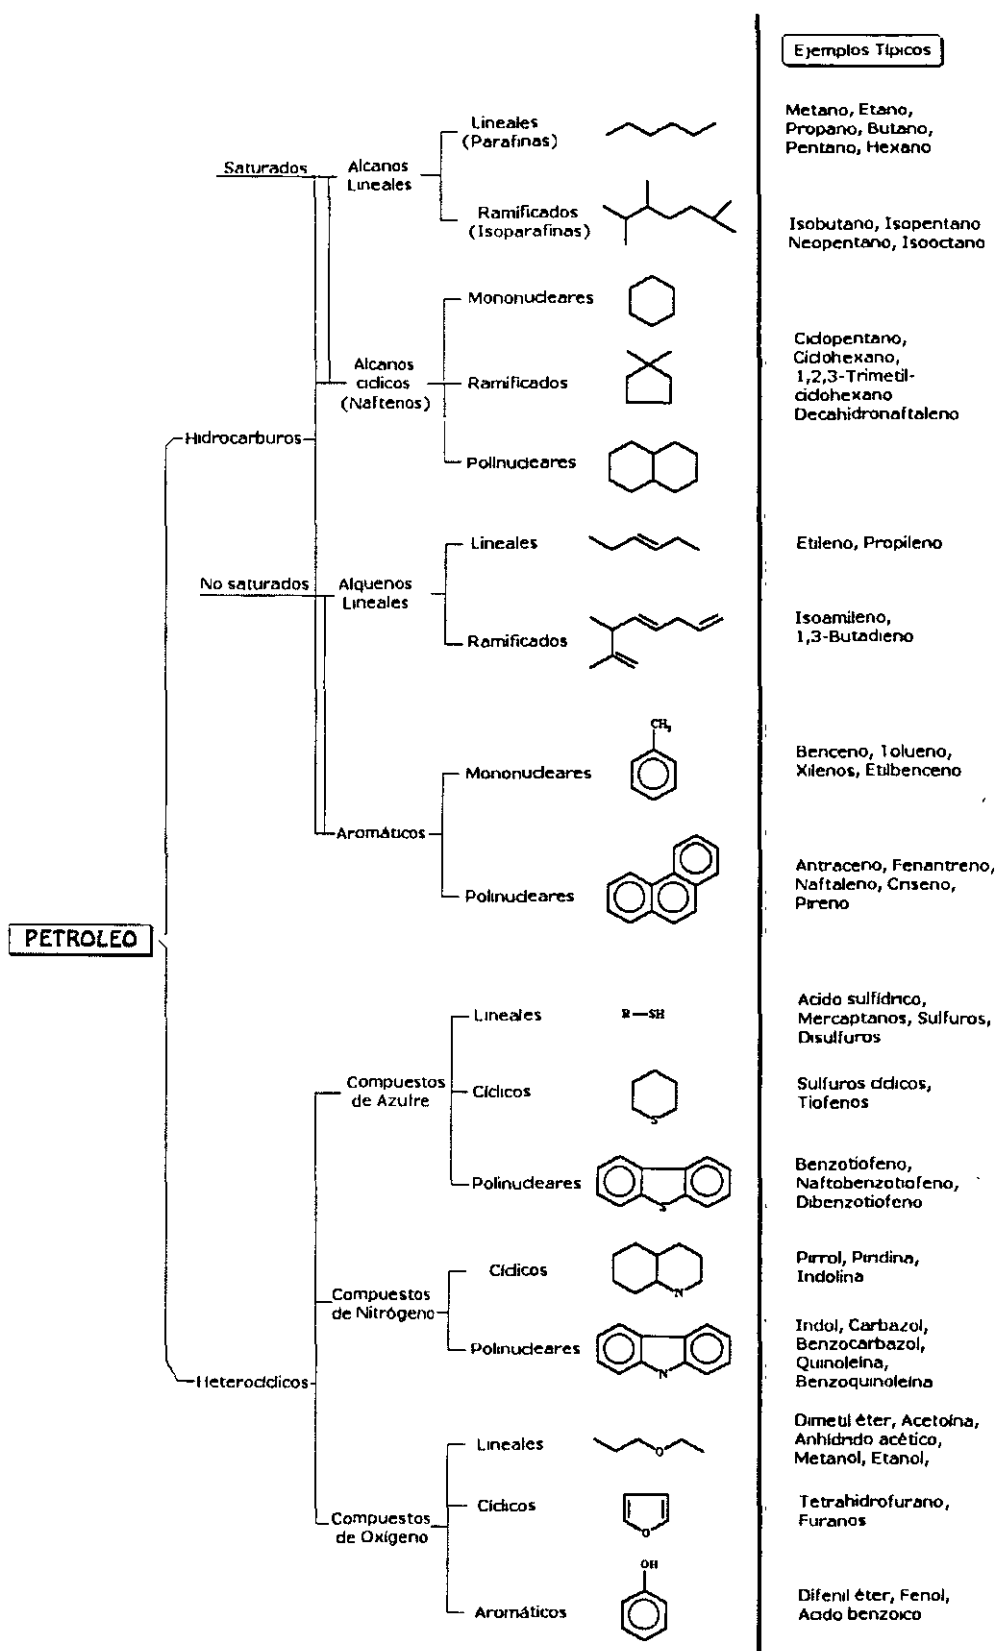 Ejemplos Típicos
Lineales
(Parafinas)
Metano, Etano,
Propano, Butano,
Pentano, Hexano
Saturados
Alcanos
Lineales
Ramificados
(Isoparafinas)
Isobutano, Isopentano
Neopentano, Isooctano
Mononucleares
Alcanos
cíclicos
(Naftenos)
Ramificados
Ciclopentano,
Ciclohexano,
1,2,3-Trimetil-
ciclohexano
Decahidronaftaleno
Hidrocarburos
Polinucleares
Lineales
Etileno, Propileno
No saturados
Alquenos
Lineales
Ramificados
Isoamileno,
1,3-Butadieno
CH3
Mononucleares
Benceno, Tolueno,
Xilenos, Etilbenceno
Aromáticos
Polinucleares
Antraceno, Fenantreno,
Naftaleno, Criseno,
Pireno
PETROLEO
Lineales
R—SH
Acido sulfídrico,
Mercaptanos, Sulfuros,
Disulfuros
Compuestos
de Azufre
Cíclicos
S
Sulfuros cíclicos,
Tiofenos
Polinucleares
S
Benzotiofeno,
Naftobenzotiofeno,
Dibenzotiofeno
Cíclicos
N
Pirrol, Piridina,
Indolina
Compuestos
de Nitrógeno
Polinucleares
N
Indol, Carbazol,
Benzocarbazol,
Quinoleína,
Benzoquinoleína
Heterocíclicos
Lineales
O
Dimetil éter, Acetoína,
Anhídrido acético,
Metanol, Etanol,
Cíclicos
O
Tetrahidrofurano,
Furanos
Compuestos
de Oxígeno
OH
Aromáticos
Difenil éter, Fenol,
Acido benzoico